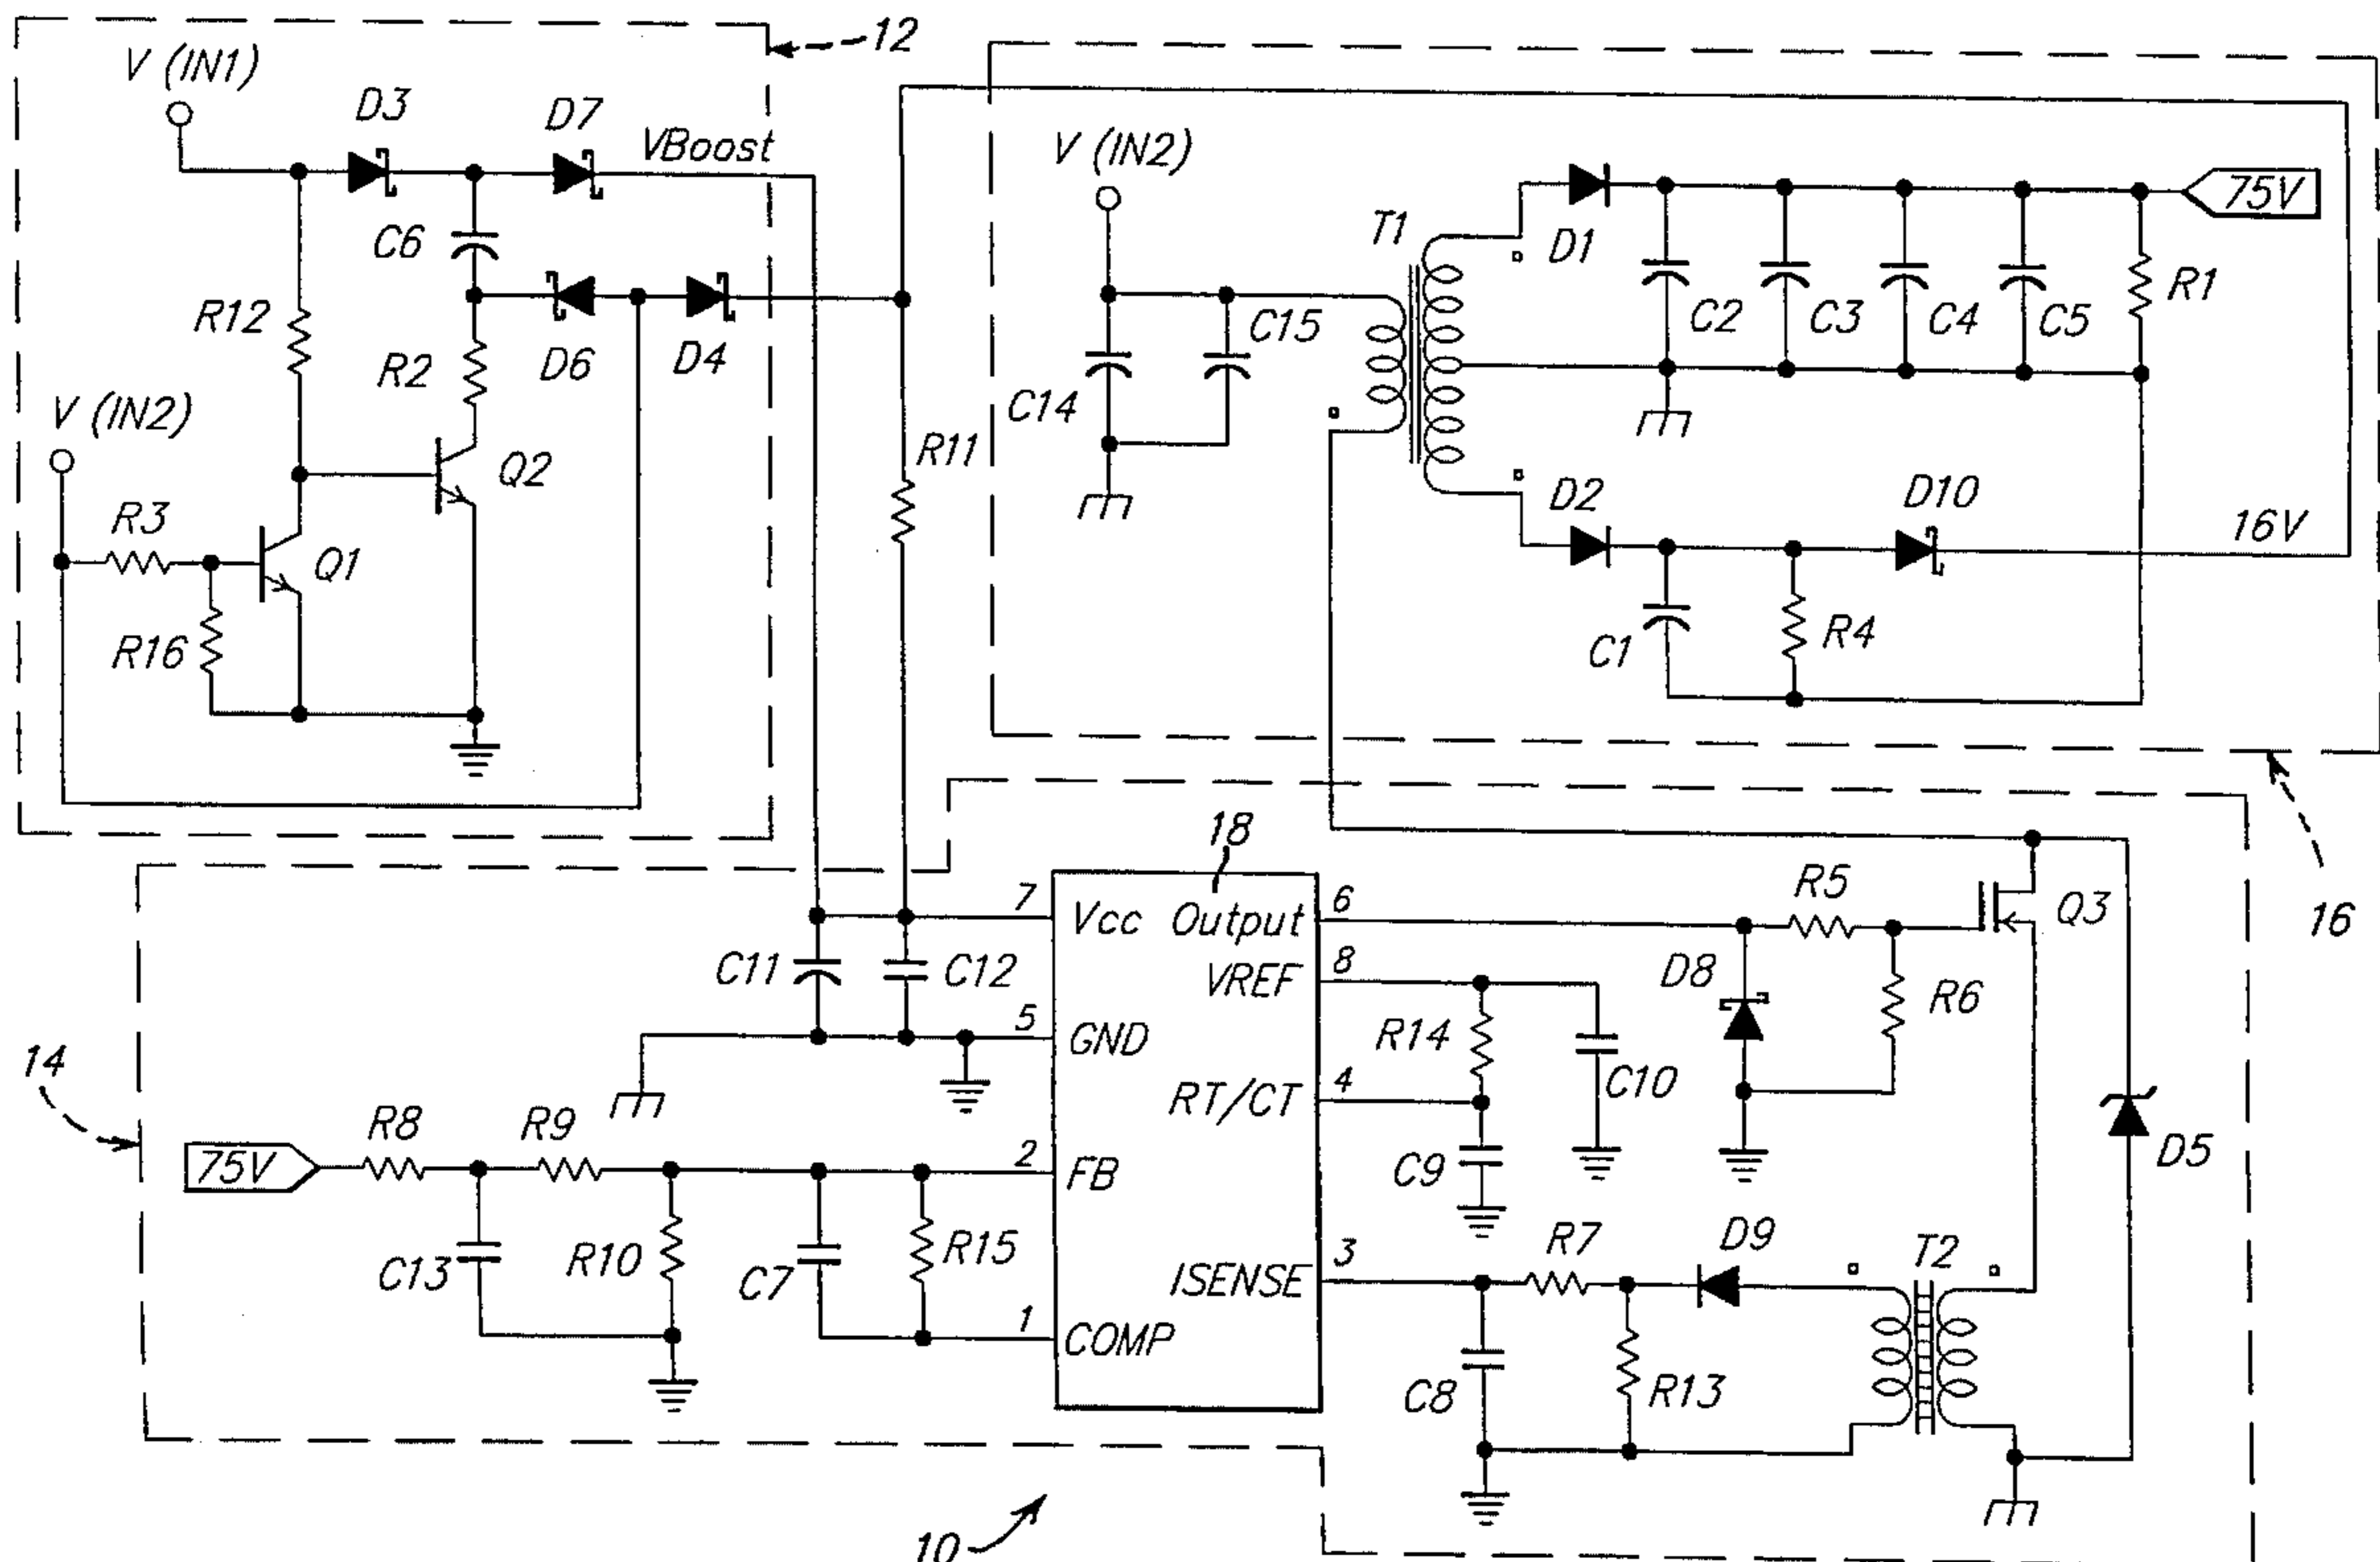 12
V (IN1)
D3
D7
VBoost
V (IN2)
C6
T1
D1
75V
R12
R2
D6
D4
C15
C2
C3
C4
C5
R1
V (IN2)
C14
R11
Q2
R3
Q1
D2
D10
16V
R16
C1
R4
18
7
Vcc
Output
6
R5
Q3
16
C11
C12
VREF
8
D8
R6
5
GND
R14
14
RT/CT
4
C10
75V
R8
R9
2
FB
C9
D5
C13
R10
C7
R15
ISENSE
3
R7
D9
T2
1
COMP
C8
R13
10